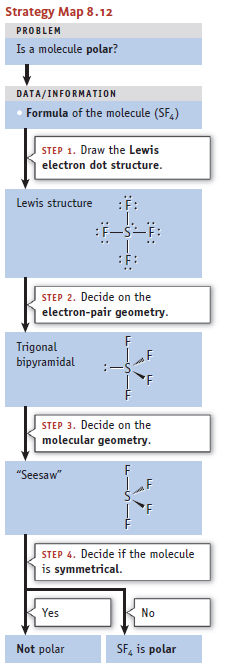 Strategy Map 8.12
PROBLEM
Is a molecule polar?
DATA/INFORMATION
• Formula of the molecule (SF₄)
STEP 1. Draw the Lewis
electron dot structure.
Lewis structure
:F:
:F—S—F:
:F:
STEP 2. Decide on the
electron-pair geometry.
Trigonal
bipyramidal
F
F
:—S
F
F
STEP 3. Decide on the
molecular geometry.
"Seesaw"
F
F
S
F
F
STEP 4. Decide if the molecule
is symmetrical.
Yes
No
Not polar
SF₄ is polar